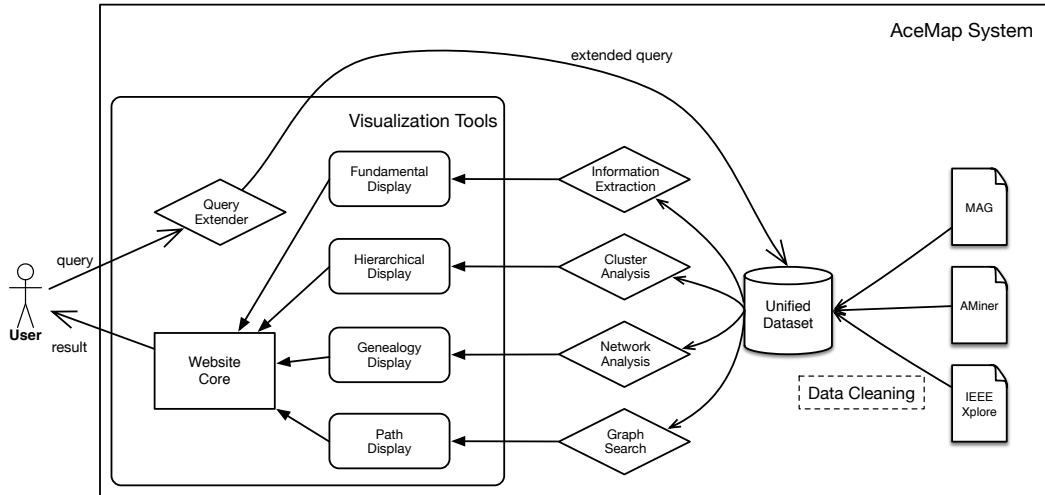 AceMap System
extended query
Visualization Tools
Fundamental
Display
Information
Extraction
Query
Extender
MAG
query
Hierarchical
Display
Cluster
Analysis
User
Unified
Dataset
AMiner
result
Website
Core
Genealogy
Display
Network
Analysis
Data Cleaning
IEEE
Xplore
Path
Display
Graph
Search